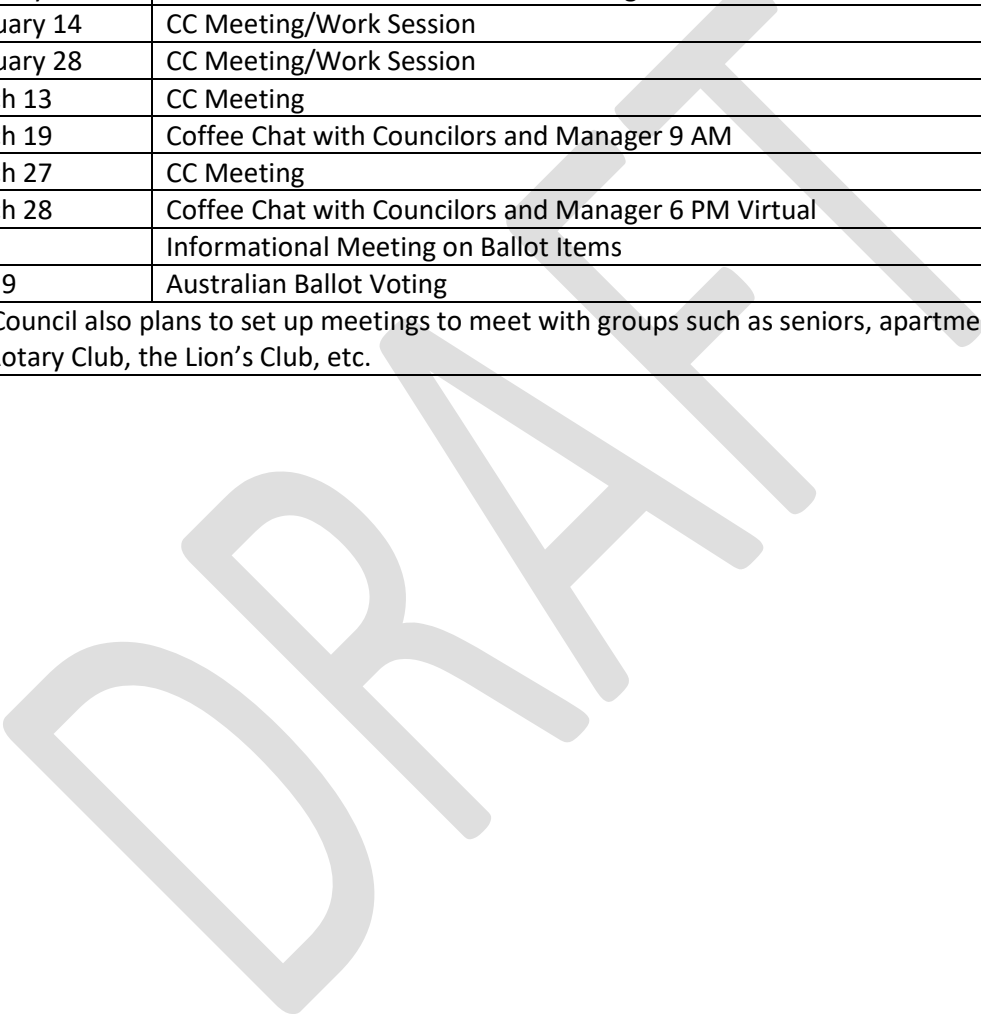 uary 14 CC Meeting/Work Session
uary 28 CC Meeting/Work Session
h 13 CC Meeting
h 19 Coffee Chat with Councilors and Manager 9 AM
h 27 CC Meeting
h 28 Coffee Chat with Councilors and Manager 6 PM Virtual
Informational Meeting on Ballot Items
9 Australian Ballot Voting
Council also plans to set up meetings to meet with groups such as seniors, apartme
otary Club, the Lion’s Club, etc.
DRAFT